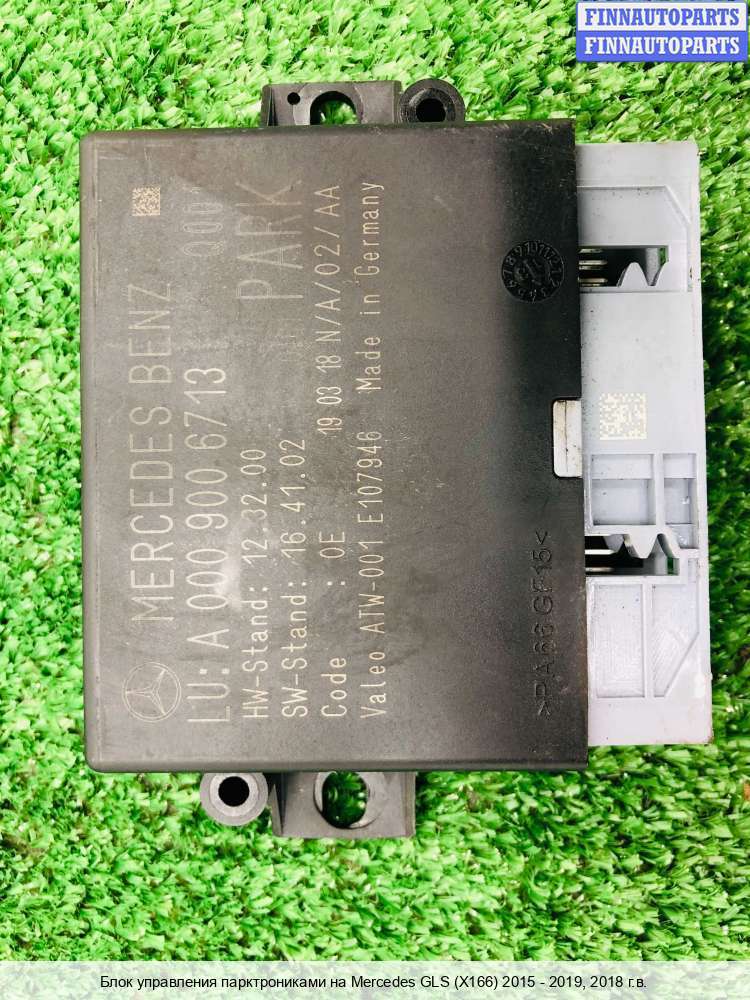 FINNAUTOPARTS
FINNAUTOPARTS
MERCEDES BENZ
LU: A 000 900 6713 PARK
HW-Stand: 12.32.00
SW-Stand: 16.41.02
Code : 0E 19 03 18 N/A/02/AA
Valeo ATW-001 E107946 Made in Germany
>PA66GF15<
Блок управления парктрониками на Mercedes GLS (X166) 2015 - 2019, 2018 г.в.